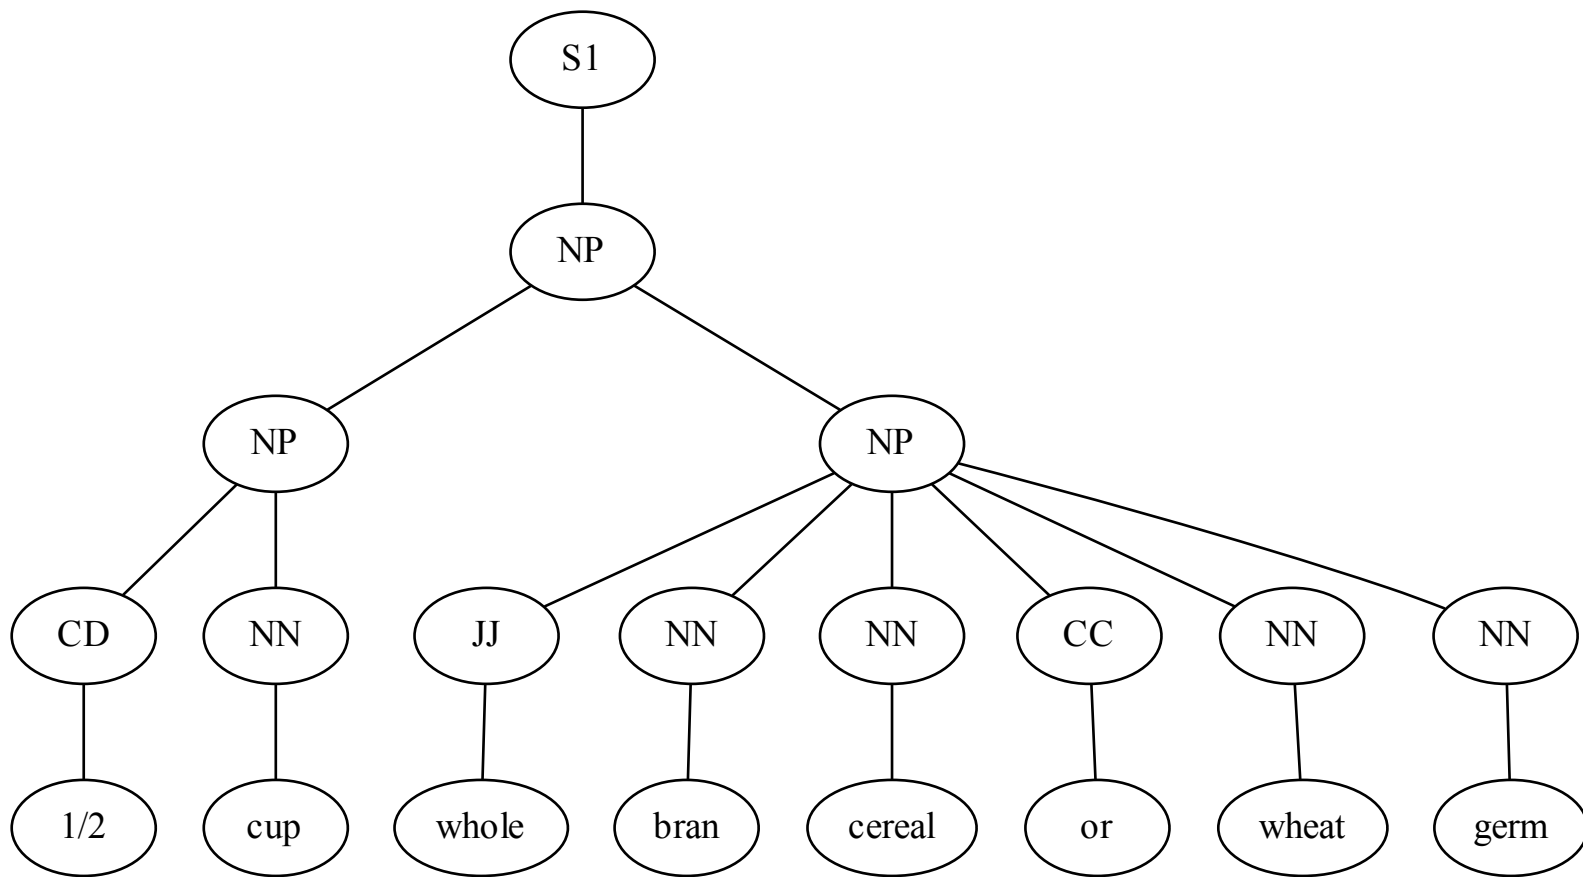 S1
NP
NP NP
CD NN JJ NN NN CC NN NN
1/2 cup whole bran cereal or wheat germ